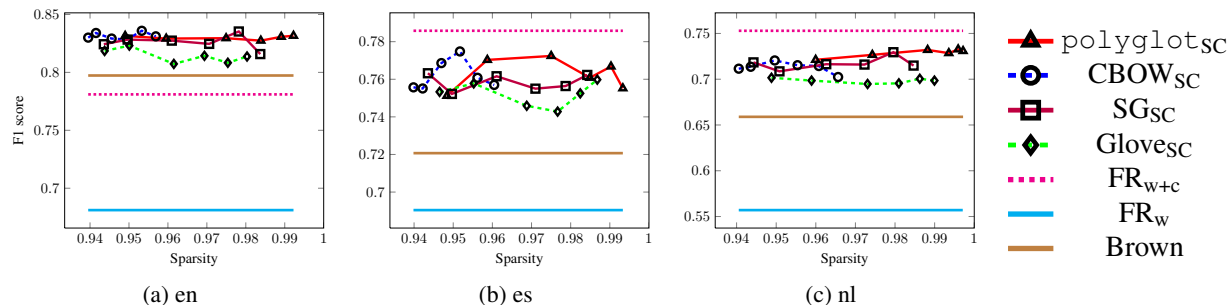 0.85
0.8
0.7
F1 score
0.94 0.95 0.96 0.97 0.98 0.99 1
Sparsity
(a) en
0.78
0.76
0.74
0.72
0.7
0.94 0.95 0.96 0.97 0.98 0.99 1
Sparsity
(b) es
0.75
0.7
0.65
0.6
0.55
0.94 0.95 0.96 0.97 0.98 0.99 1
Sparsity
(c) nl
polyglotSC
CBOWSC
SGSC
GloveSC
FRw+c
FRw
Brown